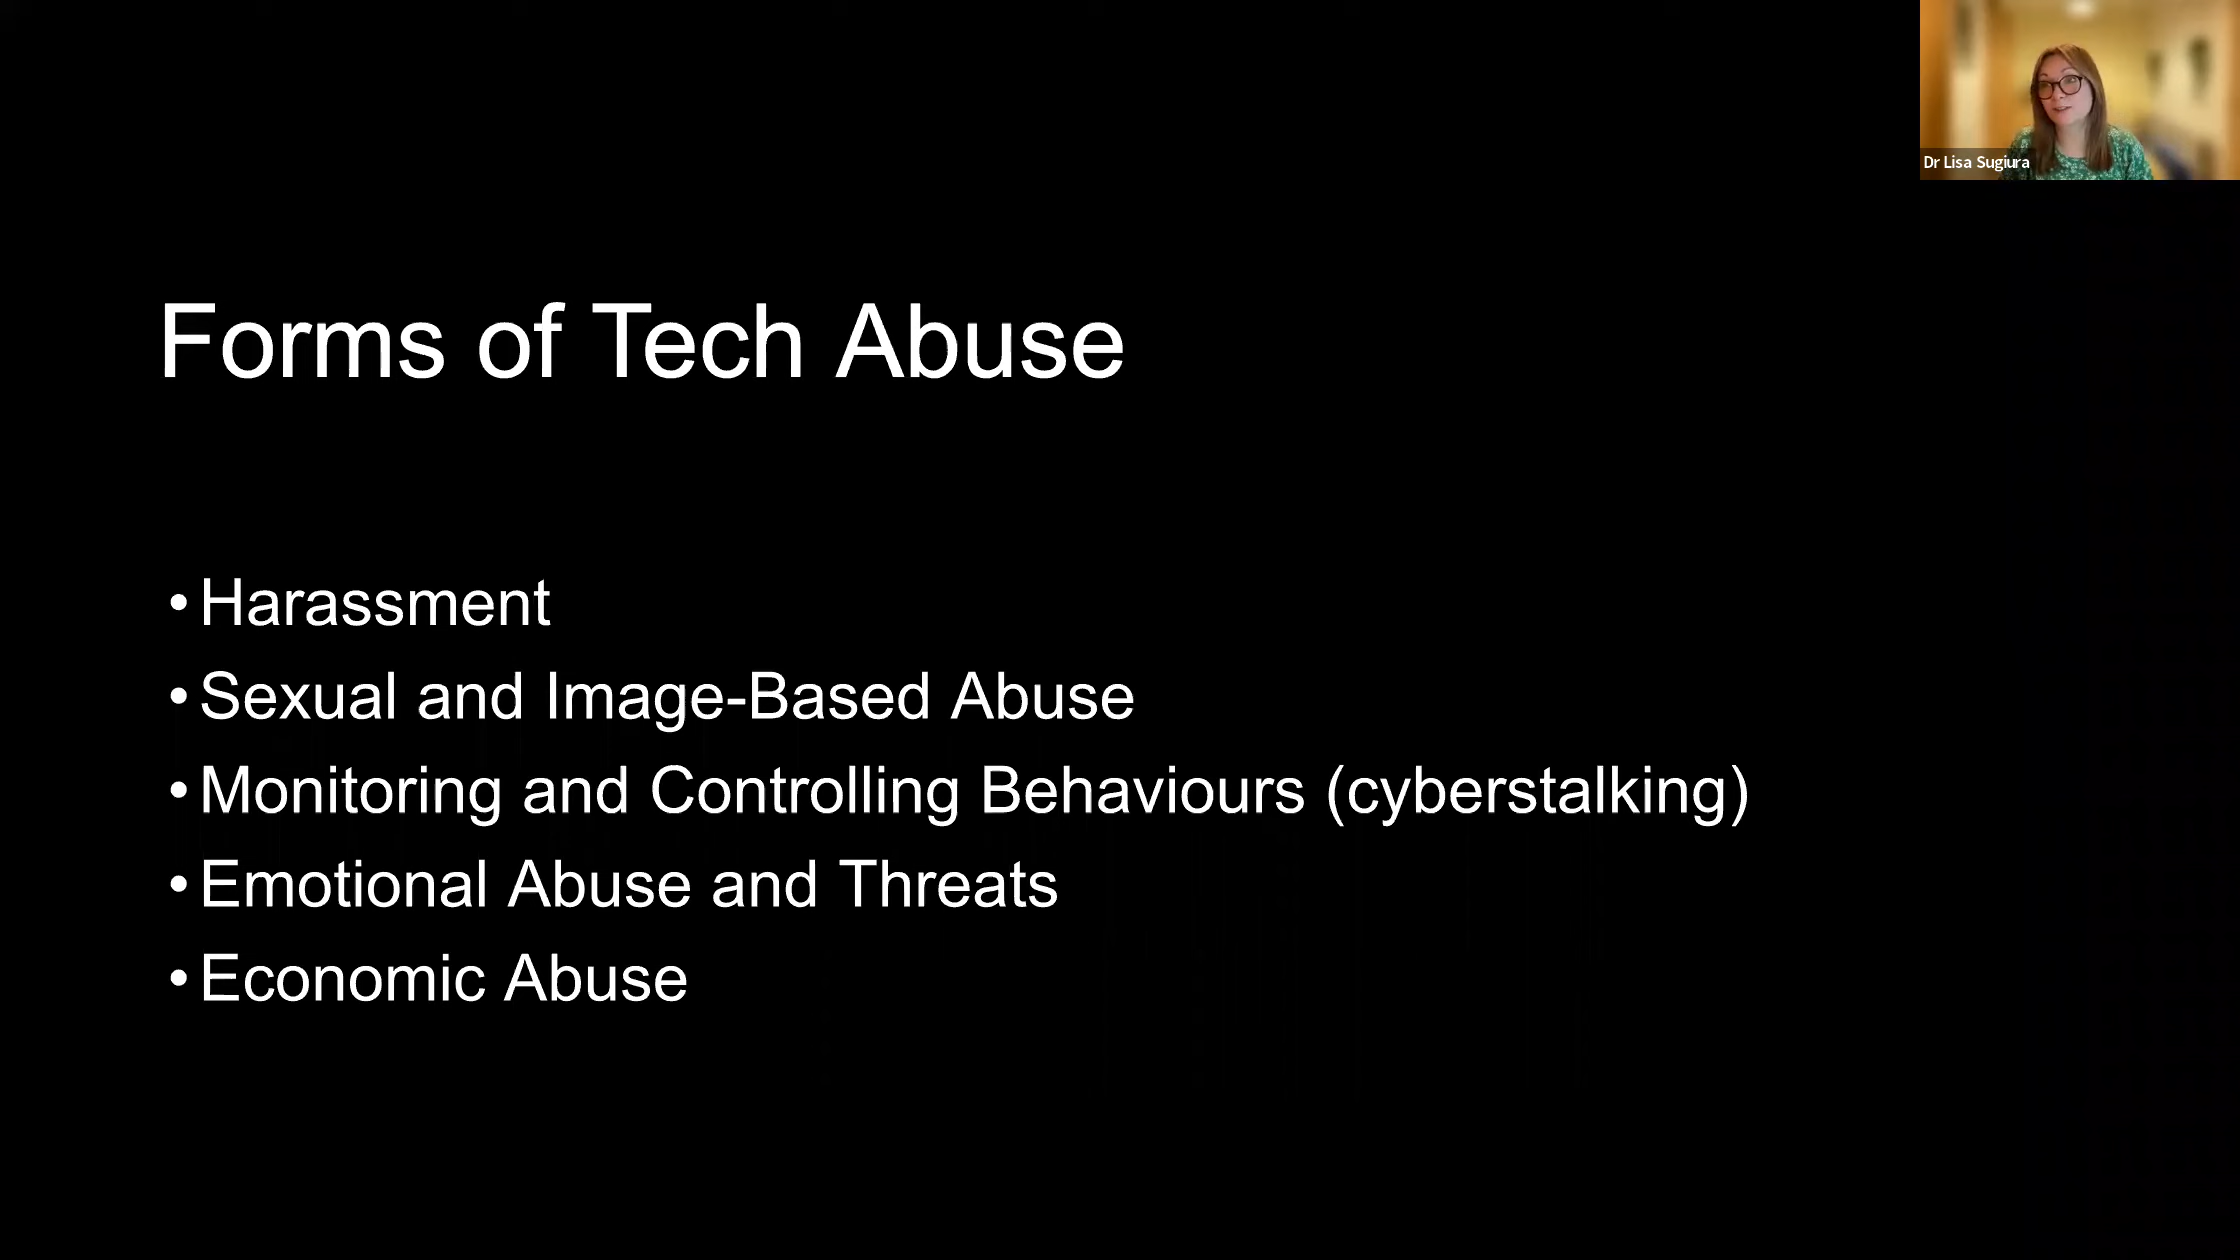 Dr Lisa Sugiura
Forms of Tech Abuse
• Harassment
• Sexual and Image-Based Abuse
• Monitoring and Controlling Behaviours (cyberstalking)
• Emotional Abuse and Threats
• Economic Abuse